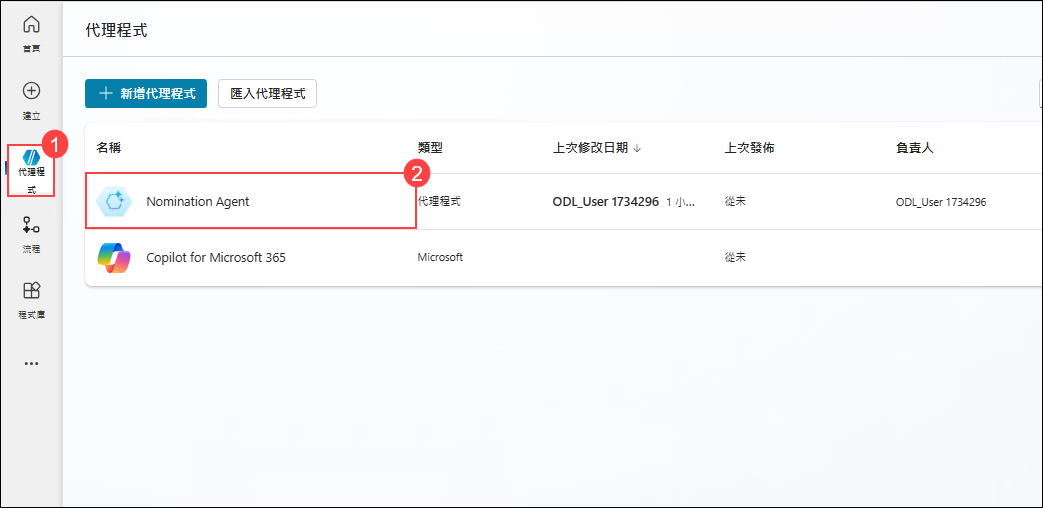 首頁
建立
1
代理程
式
流程
程式庫
代理程式
新增代理程式
匯入代理程式
名稱 類型 上次修改日期 上次發佈 負責人
2
Nomination Agent 代理程式 ODL_User 1734296 1 小... 從未 ODL_User 1734296
Copilot for Microsoft 365 Microsoft 從未